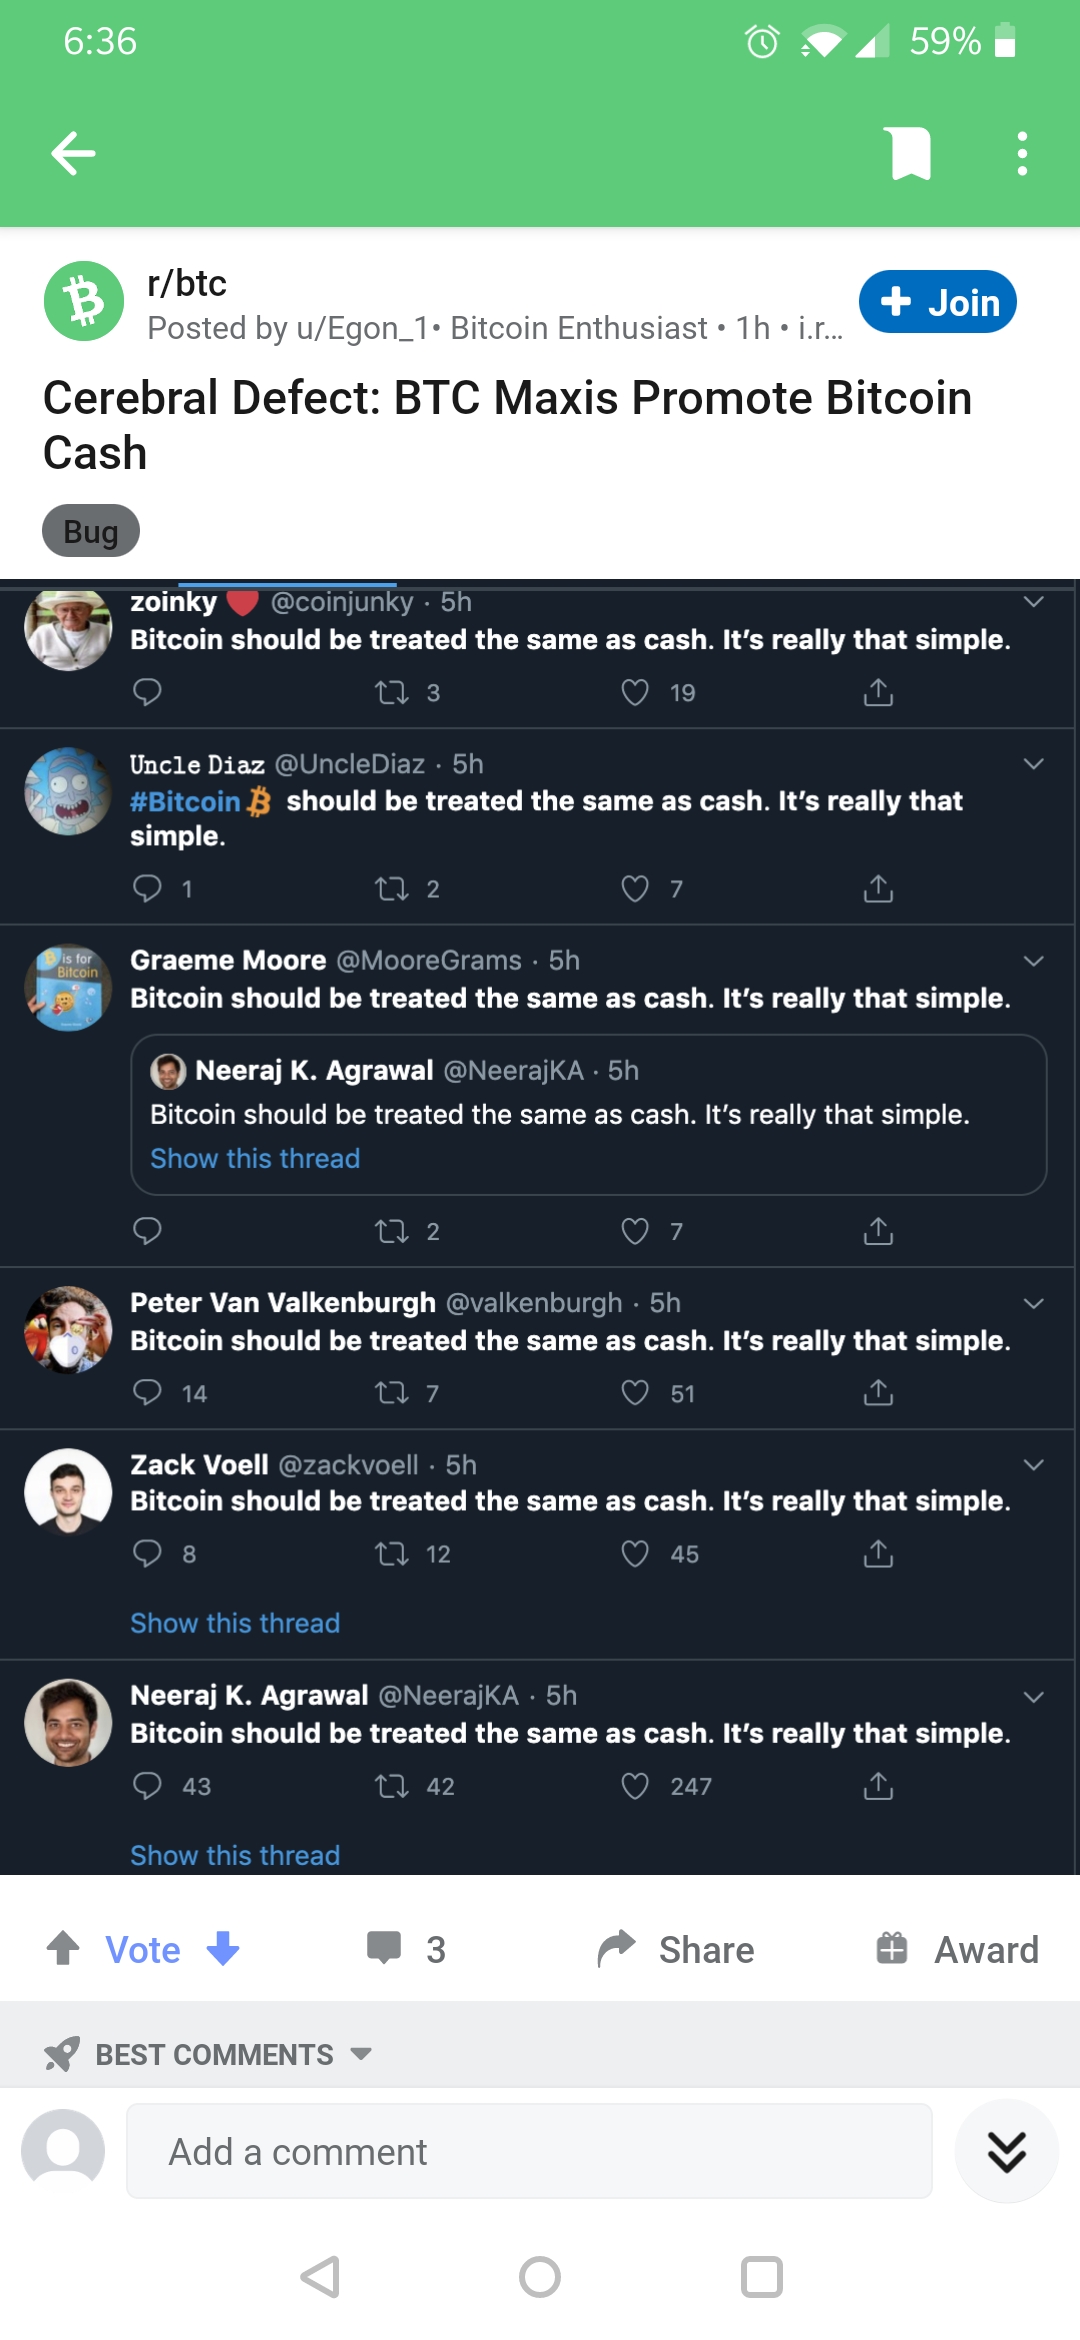 6:36
59%
r/btc
Posted by u/Egon_1• Bitcoin Enthusiast • 1h • i.r...
+ Join
Cerebral Defect: BTC Maxis Promote Bitcoin
Cash
Bug
zoinky ❤️ @coinjunky · 5h
Bitcoin should be treated the same as cash. It’s really that simple.
3 19
Uncle Diaz @UncleDiaz · 5h
#Bitcoin₿ should be treated the same as cash. It’s really that
simple.
1 2 7
is for
Bitcoin
Graeme Moore @MooreGrams · 5h
Bitcoin should be treated the same as cash. It’s really that simple.
Neeraj K. Agrawal @NeerajKA · 5h
Bitcoin should be treated the same as cash. It’s really that simple.
Show this thread
2 7
Peter Van Valkenburgh @valkenburgh · 5h
Bitcoin should be treated the same as cash. It’s really that simple.
14 7 51
Zack Voell @zackvoell · 5h
Bitcoin should be treated the same as cash. It’s really that simple.
8 12 45
Show this thread
Neeraj K. Agrawal @NeerajKA · 5h
Bitcoin should be treated the same as cash. It’s really that simple.
43 42 247
Show this thread
Vote 3 Share Award
BEST COMMENTS
Add a comment